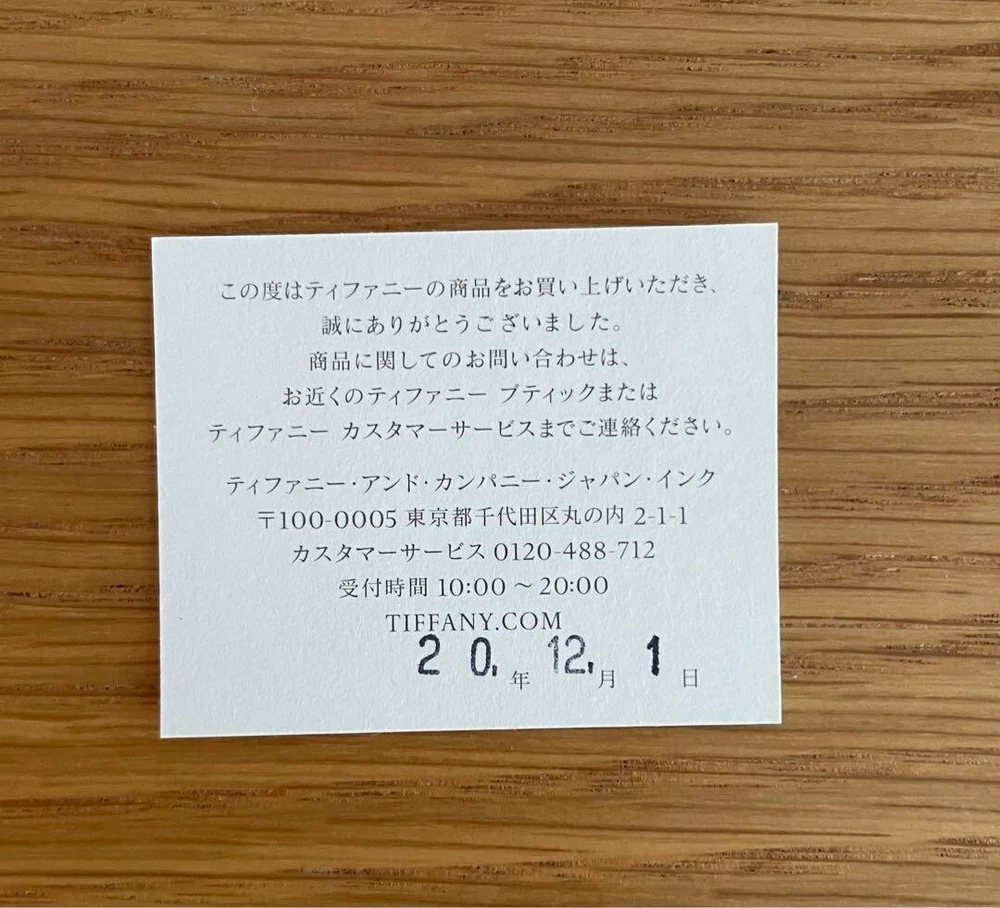 この度はティファニーの商品をお買い上げいただき、
誠にありがとうございました。
商品に関してのお問い合わせは、
お近くのティファニー ブティックまたは
ティファニー カスタマーサービスまでご連絡ください。
ティファニー・アンド・カンパニー・ジャパン・インク
〒100-0005 東京都千代田区丸の内 2-1-1
カスタマーサービス 0120-488-712
受付時間 10:00 ~ 20:00
TIFFANY.COM
20.年 12.月 1日